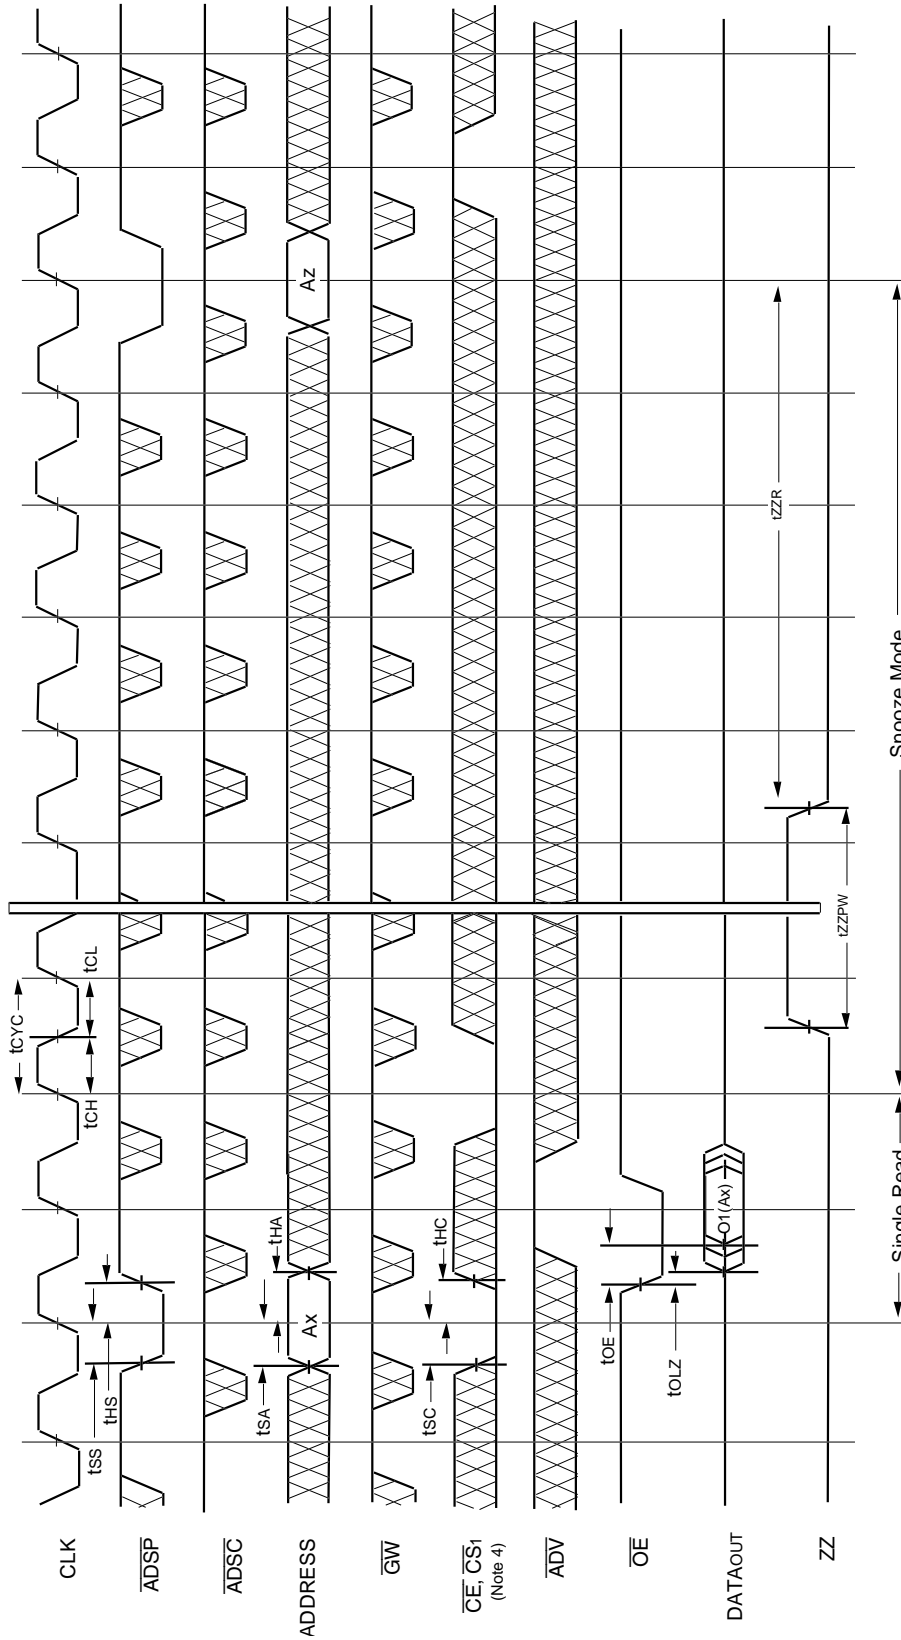 CLK
ADSP
ADSC
ADDRESS
GW
CE, CS1
(Note 4)
ADV
OE
DATAOUT
ZZ
tSS
tHS
tSA
tHA
Ax
tSC
tHC
tOE
tOLZ
O1(Ax)
Single Read
tCYC
tCH
tCL
tZZPW
tZZR
Snooze Mode
Az